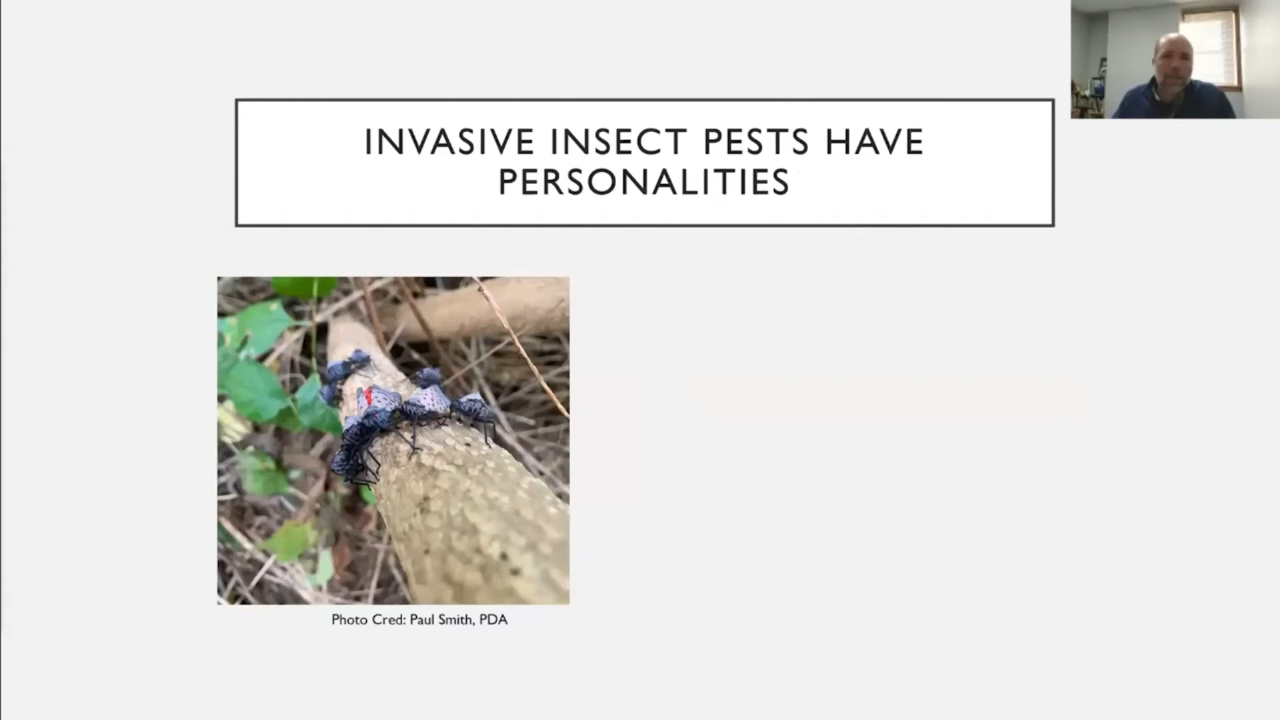 INVASIVE INSECT PESTS HAVE
PERSONALITIES
Photo Cred: Paul Smith, PDA